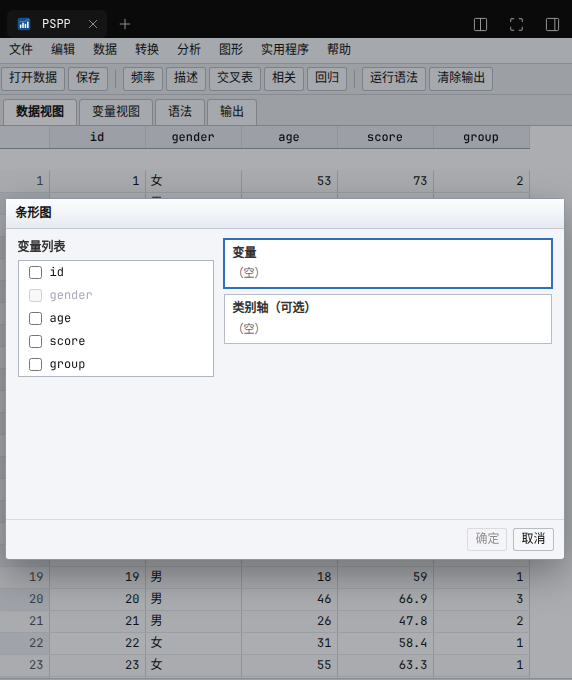 PSPP
文件 编辑 数据 转换 分析 图形 实用程序 帮助
打开数据 保存 频率 描述 交叉表 相关 回归 运行语法 清除输出
数据视图 变量视图 语法 输出
id gender age score group
1 1 女 53 73 2
条形图
变量列表
id
gender
age
score
group
变量
（空）
类别轴（可选）
（空）
确定 取消
19 19 男 18 59 1
20 20 男 46 66.9 3
21 21 男 26 47.8 2
22 22 女 31 58.4 1
23 23 女 55 63.3 1